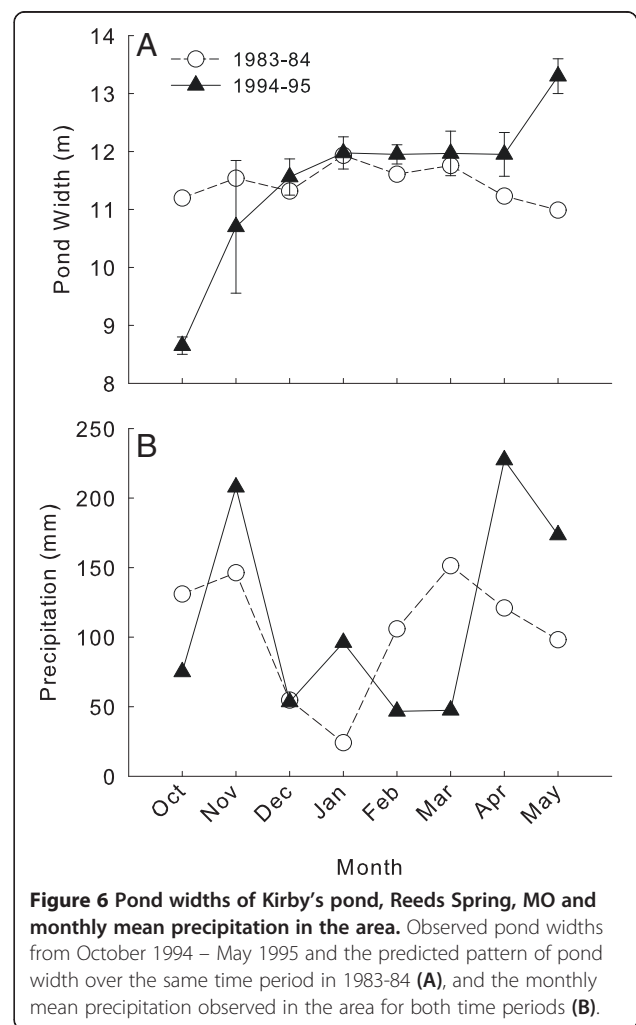 A
1983-84
1994-95
14
13
12
11
10
9
8
Pond Width (m)
B
250
200
150
100
50
0
Precipitation (mm)
Oct Nov Dec Jan Feb Mar Apr May
Month
Figure 6 Pond widths of Kirby's pond, Reeds Spring, MO and
monthly mean precipitation in the area. Observed pond widths
from October 1994 – May 1995 and the predicted pattern of pond
width over the same time period in 1983-84 (A), and the monthly
mean precipitation observed in the area for both time periods (B).